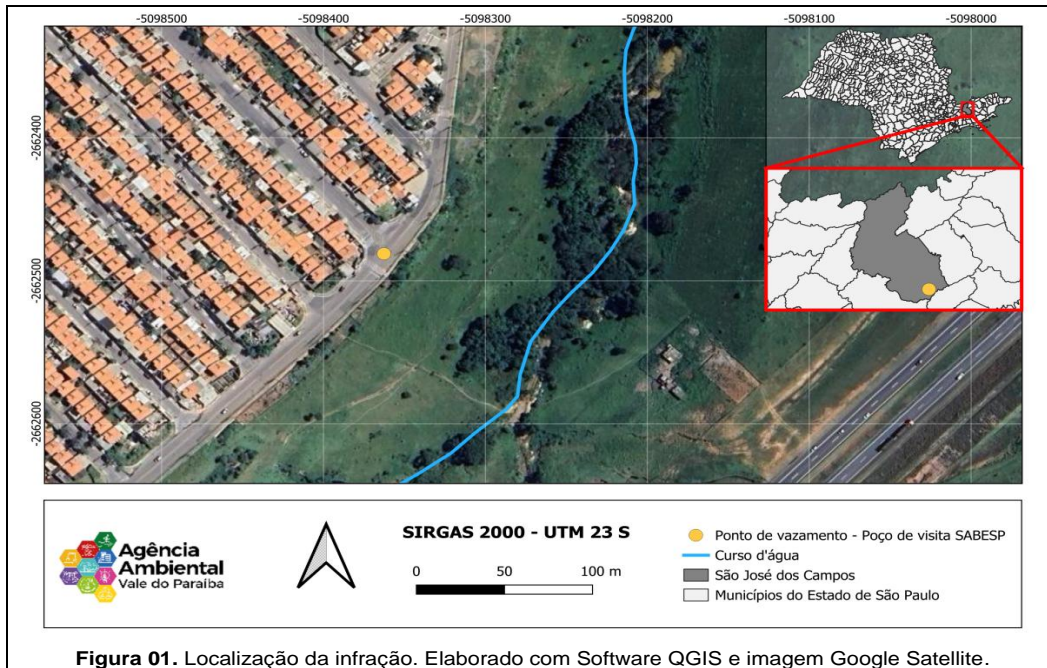 -5098500 -5098400 -5098300 -5098200 -5098100 -5098000
-2662400
-2662500
-2662600
Agência
Ambiental
Vale do Paraíba
SIRGAS 2000 - UTM 23 S
0 50 100 m
Ponto de vazamento - Poço de visita SABESP
Curso d'água
São José dos Campos
Municípios do Estado de São Paulo
Figura 01. Localização da infração. Elaborado com Software QGIS e imagem Google Satellite.